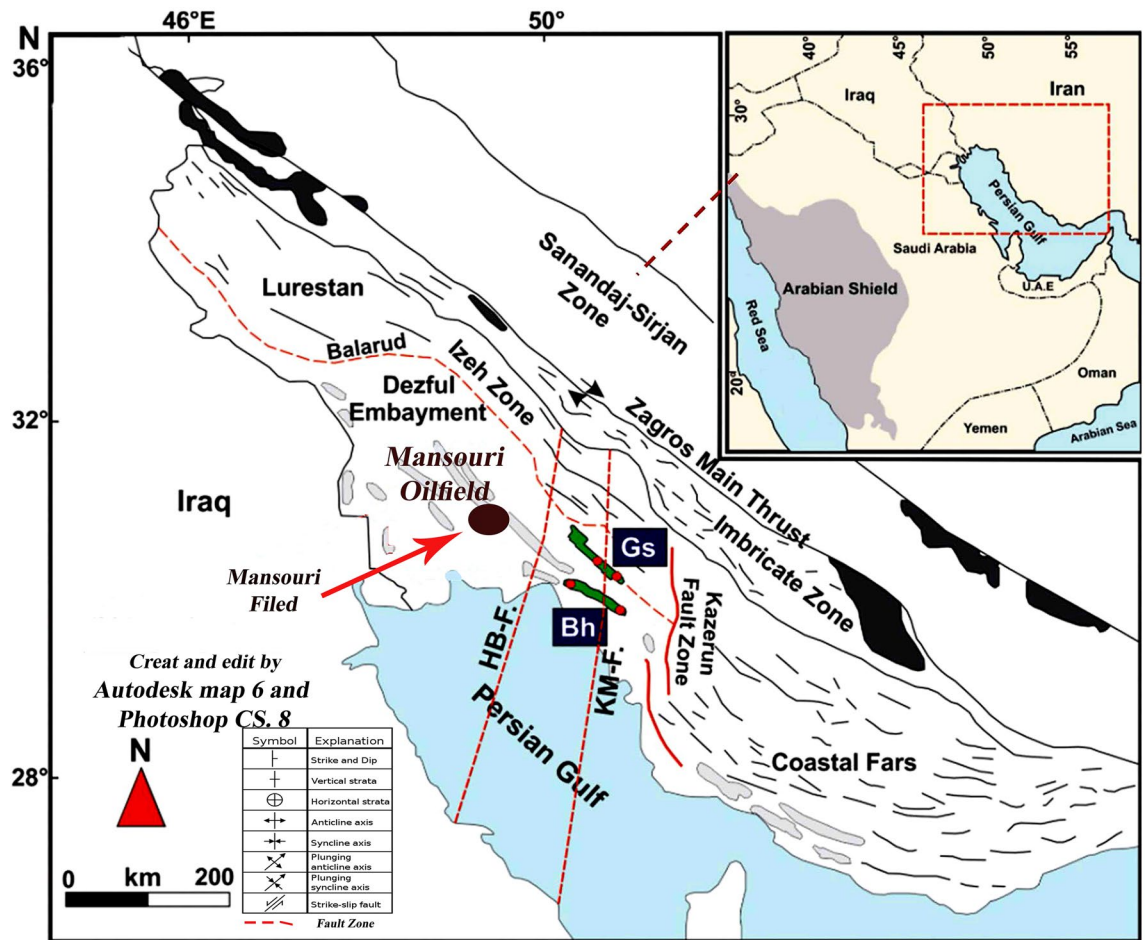 46°E
50°
N
36°
32°
28°
Lurestan
Balarud
Dezful
Embayment
Izeh Zone
Sanandaj-Sirjan
Zone
Zagros Main Thrust
Imbricate Zone
Mansouri
Oilfield
Iraq
Mansouri
Filed
Gs
Bh
HB-F.
KM-F.
Kazerun
Fault Zone
Persian Gulf
Coastal Fars
Creat and edit by
Autodesk map 6 and
Photoshop CS. 8
N
0 km 200
Symbol Explanation
Strike and Dip
Vertical strata
Horizontal strata
Anticline axis
Syncline axis
Plunging
anticline axis
Plunging
syncline axis
Strike-slip fault
Fault Zone
40°
45°
50°
55°
30°
20°
Iraq
Iran
Persian Gulf
Saudi Arabia
Arabian Shield
U.A.E
Red Sea
Oman
Yemen
Arabian Sea